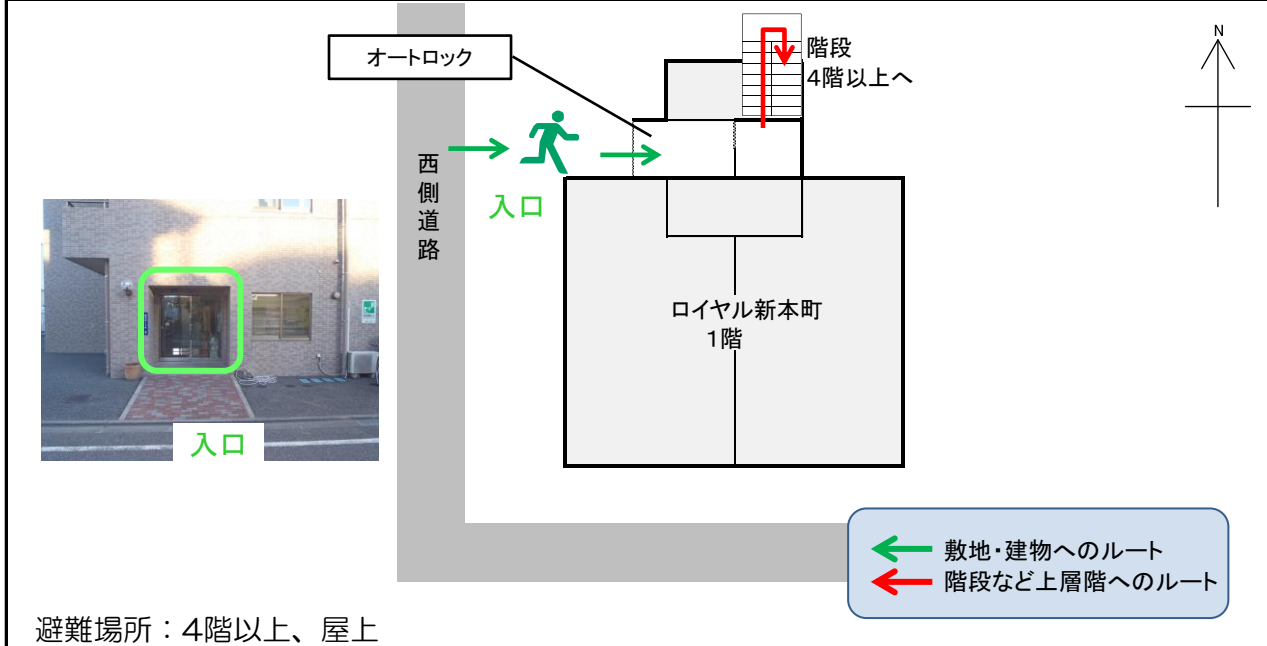 オートロック
階段
4階以上へ
N
西側道路
入口
入口
ロイヤル新本町
1階
敷地・建物へのルート
階段など上層階へのルート
避難場所：4階以上、屋上